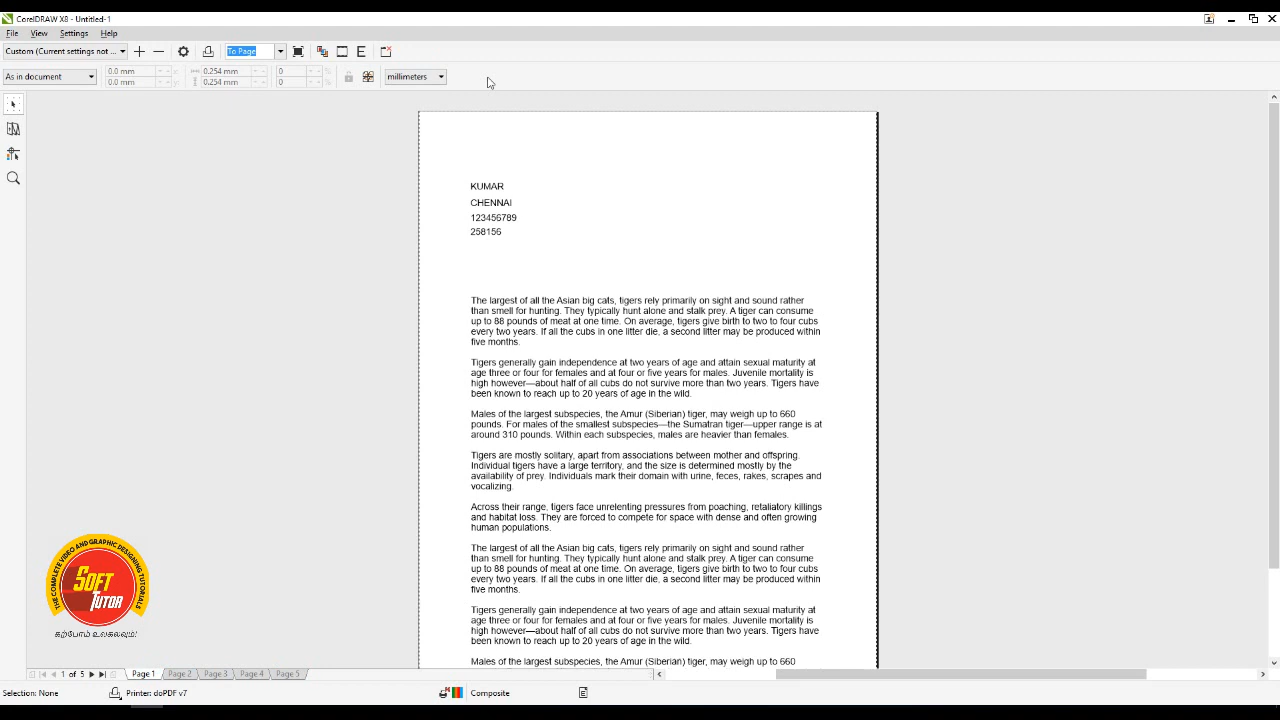 CorelDRAW X8 - Untitled-1
File View Settings Help
Custom (Current settings not ... To Page
As in document 0.0 mm x: 0.254 mm 0 % millimeters
0.0 mm y: 0.254 mm 0 %
KUMAR
CHENNAI
123456789
258156
The largest of all the Asian big cats, tigers rely primarily on sight and sound rather
than smell for hunting. They typically hunt alone and stalk prey. A tiger can consume
up to 88 pounds of meat at one time. On average, tigers give birth to two to four cubs
every two years. If all the cubs in one litter die, a second litter may be produced within
five months.
Tigers generally gain independence at two years of age and attain sexual maturity at
age three or four for females and at four or five years for males. Juvenile mortality is
high however—about half of all cubs do not survive more than two years. Tigers have
been known to reach up to 20 years of age in the wild.
Males of the largest subspecies, the Amur (Siberian) tiger, may weigh up to 660
pounds. For males of the smallest subspecies—the Sumatran tiger—upper range is at
around 310 pounds. Within each subspecies, males are heavier than females.
Tigers are mostly solitary, apart from associations between mother and offspring.
Individual tigers have a large territory, and the size is determined mostly by the
availability of prey. Individuals mark their domain with urine, feces, rakes, scrapes and
vocalizing.
Across their range, tigers face unrelenting pressures from poaching, retaliatory killings
and habitat loss. They are forced to compete for space with dense and often growing
human populations.
The largest of all the Asian big cats, tigers rely primarily on sight and sound rather
than smell for hunting. They typically hunt alone and stalk prey. A tiger can consume
up to 88 pounds of meat at one time. On average, tigers give birth to two to four cubs
every two years. If all the cubs in one litter die, a second litter may be produced within
five months.
Tigers generally gain independence at two years of age and attain sexual maturity at
age three or four for females and at four or five years for males. Juvenile mortality is
high however—about half of all cubs do not survive more than two years. Tigers have
been known to reach up to 20 years of age in the wild.
Males of the largest subspecies, the Amur (Siberian) tiger, may weigh up to 660
THE COMPLETE VIDEO AND GRAPHIC DESIGNING TUTORIALS
SOFT
TUTOR
கற்போம் உலகலவும்!
1 of 5 Page 1 Page 2 Page 3 Page 4 Page 5
Selection: None Printer: doPDF v7 Composite